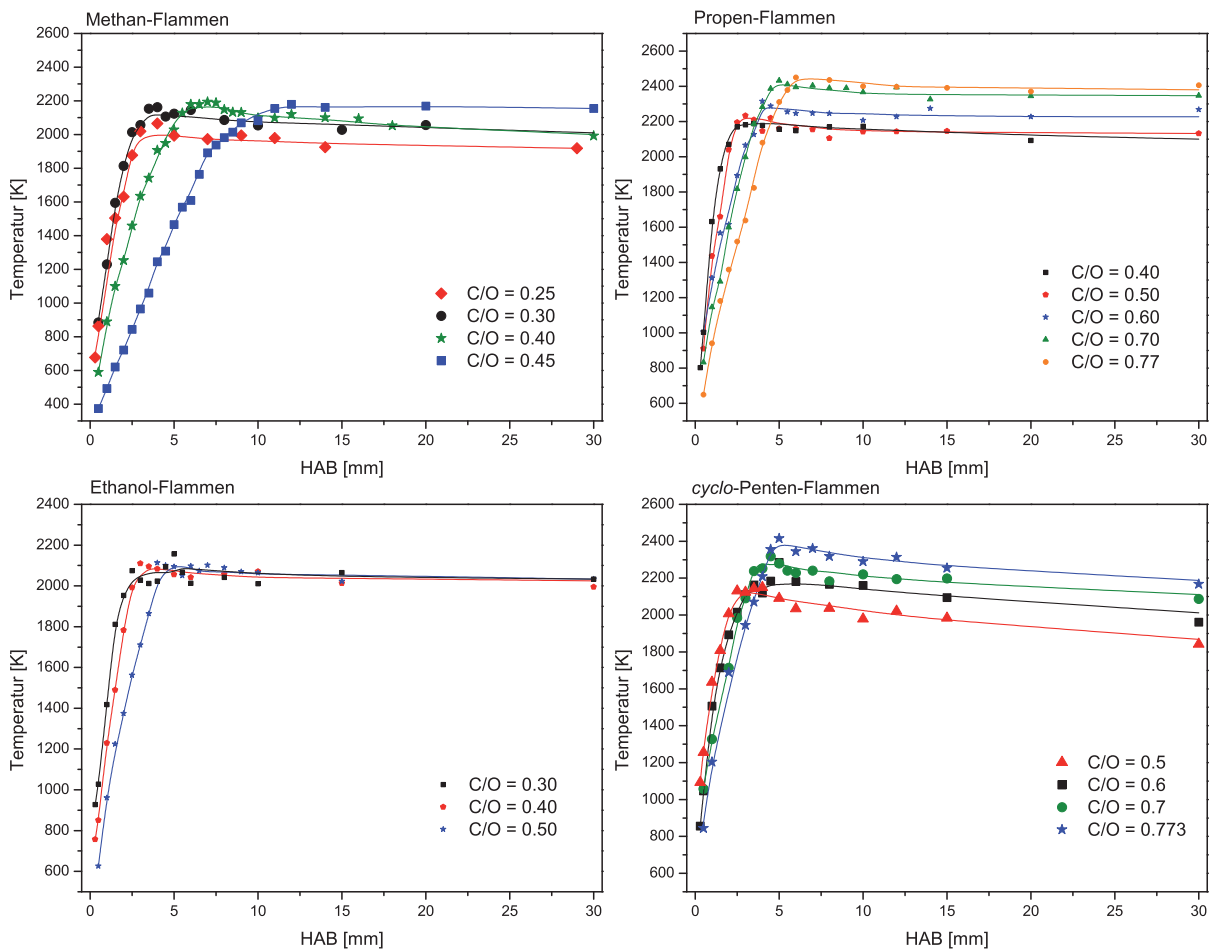 Methan-Flammen
2600
2400
2200
2000
1800
1600
1400
1200
1000
800
600
400
Temperatur [K]
C/O = 0.25
C/O = 0.30
C/O = 0.40
C/O = 0.45
0 5 10 15 20 25 30
HAB [mm]
Propen-Flammen
2600
2400
2200
2000
1800
1600
1400
2200
1000
800
600
Temperatur [K]
C/O = 0.40
C/O = 0.50
C/O = 0.60
C/O = 0.70
C/O = 0.77
0 5 10 15 20 25 30
HAB [mm]
Ethanol-Flammen
2400
2200
2000
1800
1600
1400
1200
1000
800
600
Temperatur [K]
C/O = 0.30
C/O = 0.40
C/O = 0.50
0 5 10 15 20 25 30
HAB [mm]
cyclo-Penten-Flammen
2600
2400
2200
2000
1800
1600
1400
1200
1000
800
600
Temperatur [K]
C/O = 0.5
C/O = 0.6
C/O = 0.7
C/O = 0.773
0 5 10 15 20 25 30
HAB [mm]